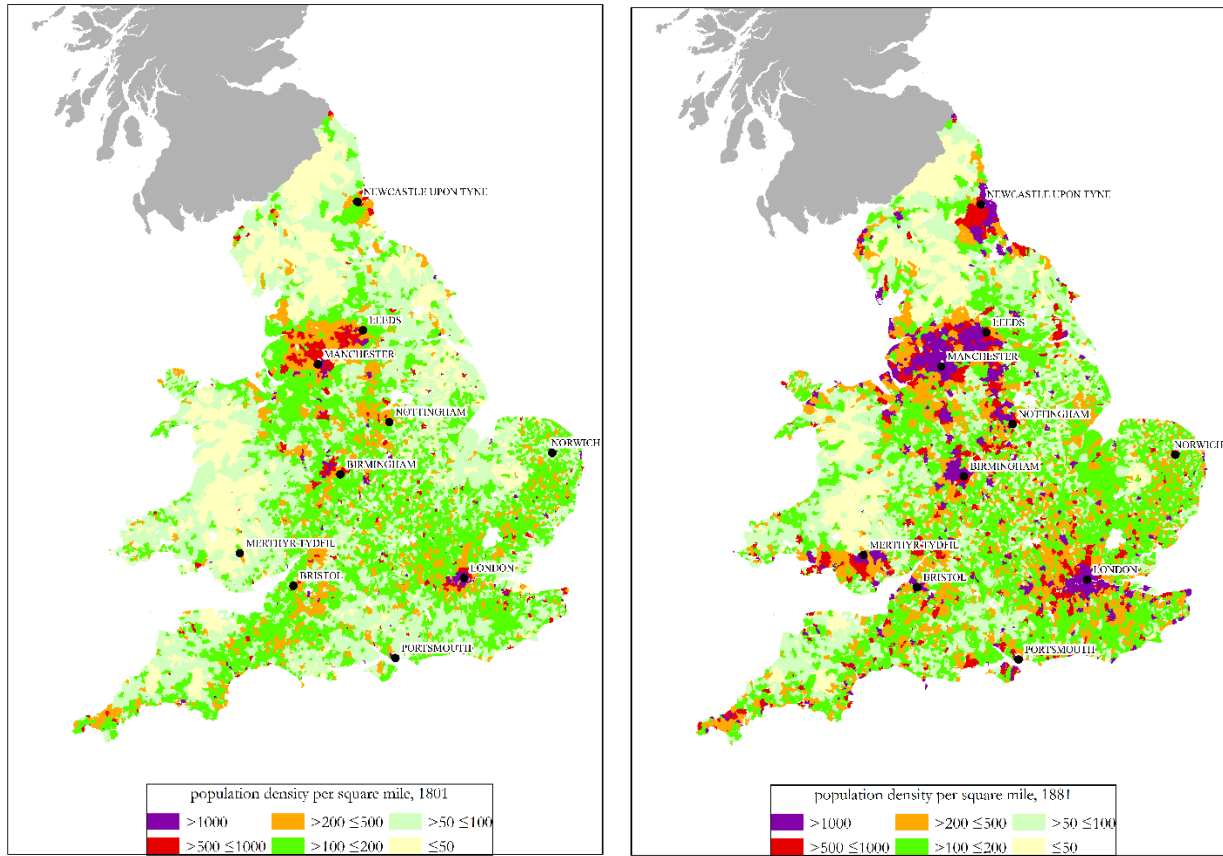 NEWCASTLE UPON TYNE
LEEDS
MANCHESTER
NOTTINGHAM
NORWICH
BIRMINGHAM
MERTHYR-TYDFIL
BRISTOL
LONDON
PORTSMOUTH
population density per square mile, 1801
>1000 >200 ≤500 >50 ≤100
>500 ≤1000 >100 ≤200 ≤50
NEWCASTLE UPON TYNE
LEEDS
MANCHESTER
NOTTINGHAM
NORWICH
BIRMINGHAM
MERTHYR-TYDFIL
BRISTOL
LONDON
PORTSMOUTH
population density per square mile, 1881
>1000 >200 ≤500 >50 ≤100
>500 ≤1000 >100 ≤200 ≤50